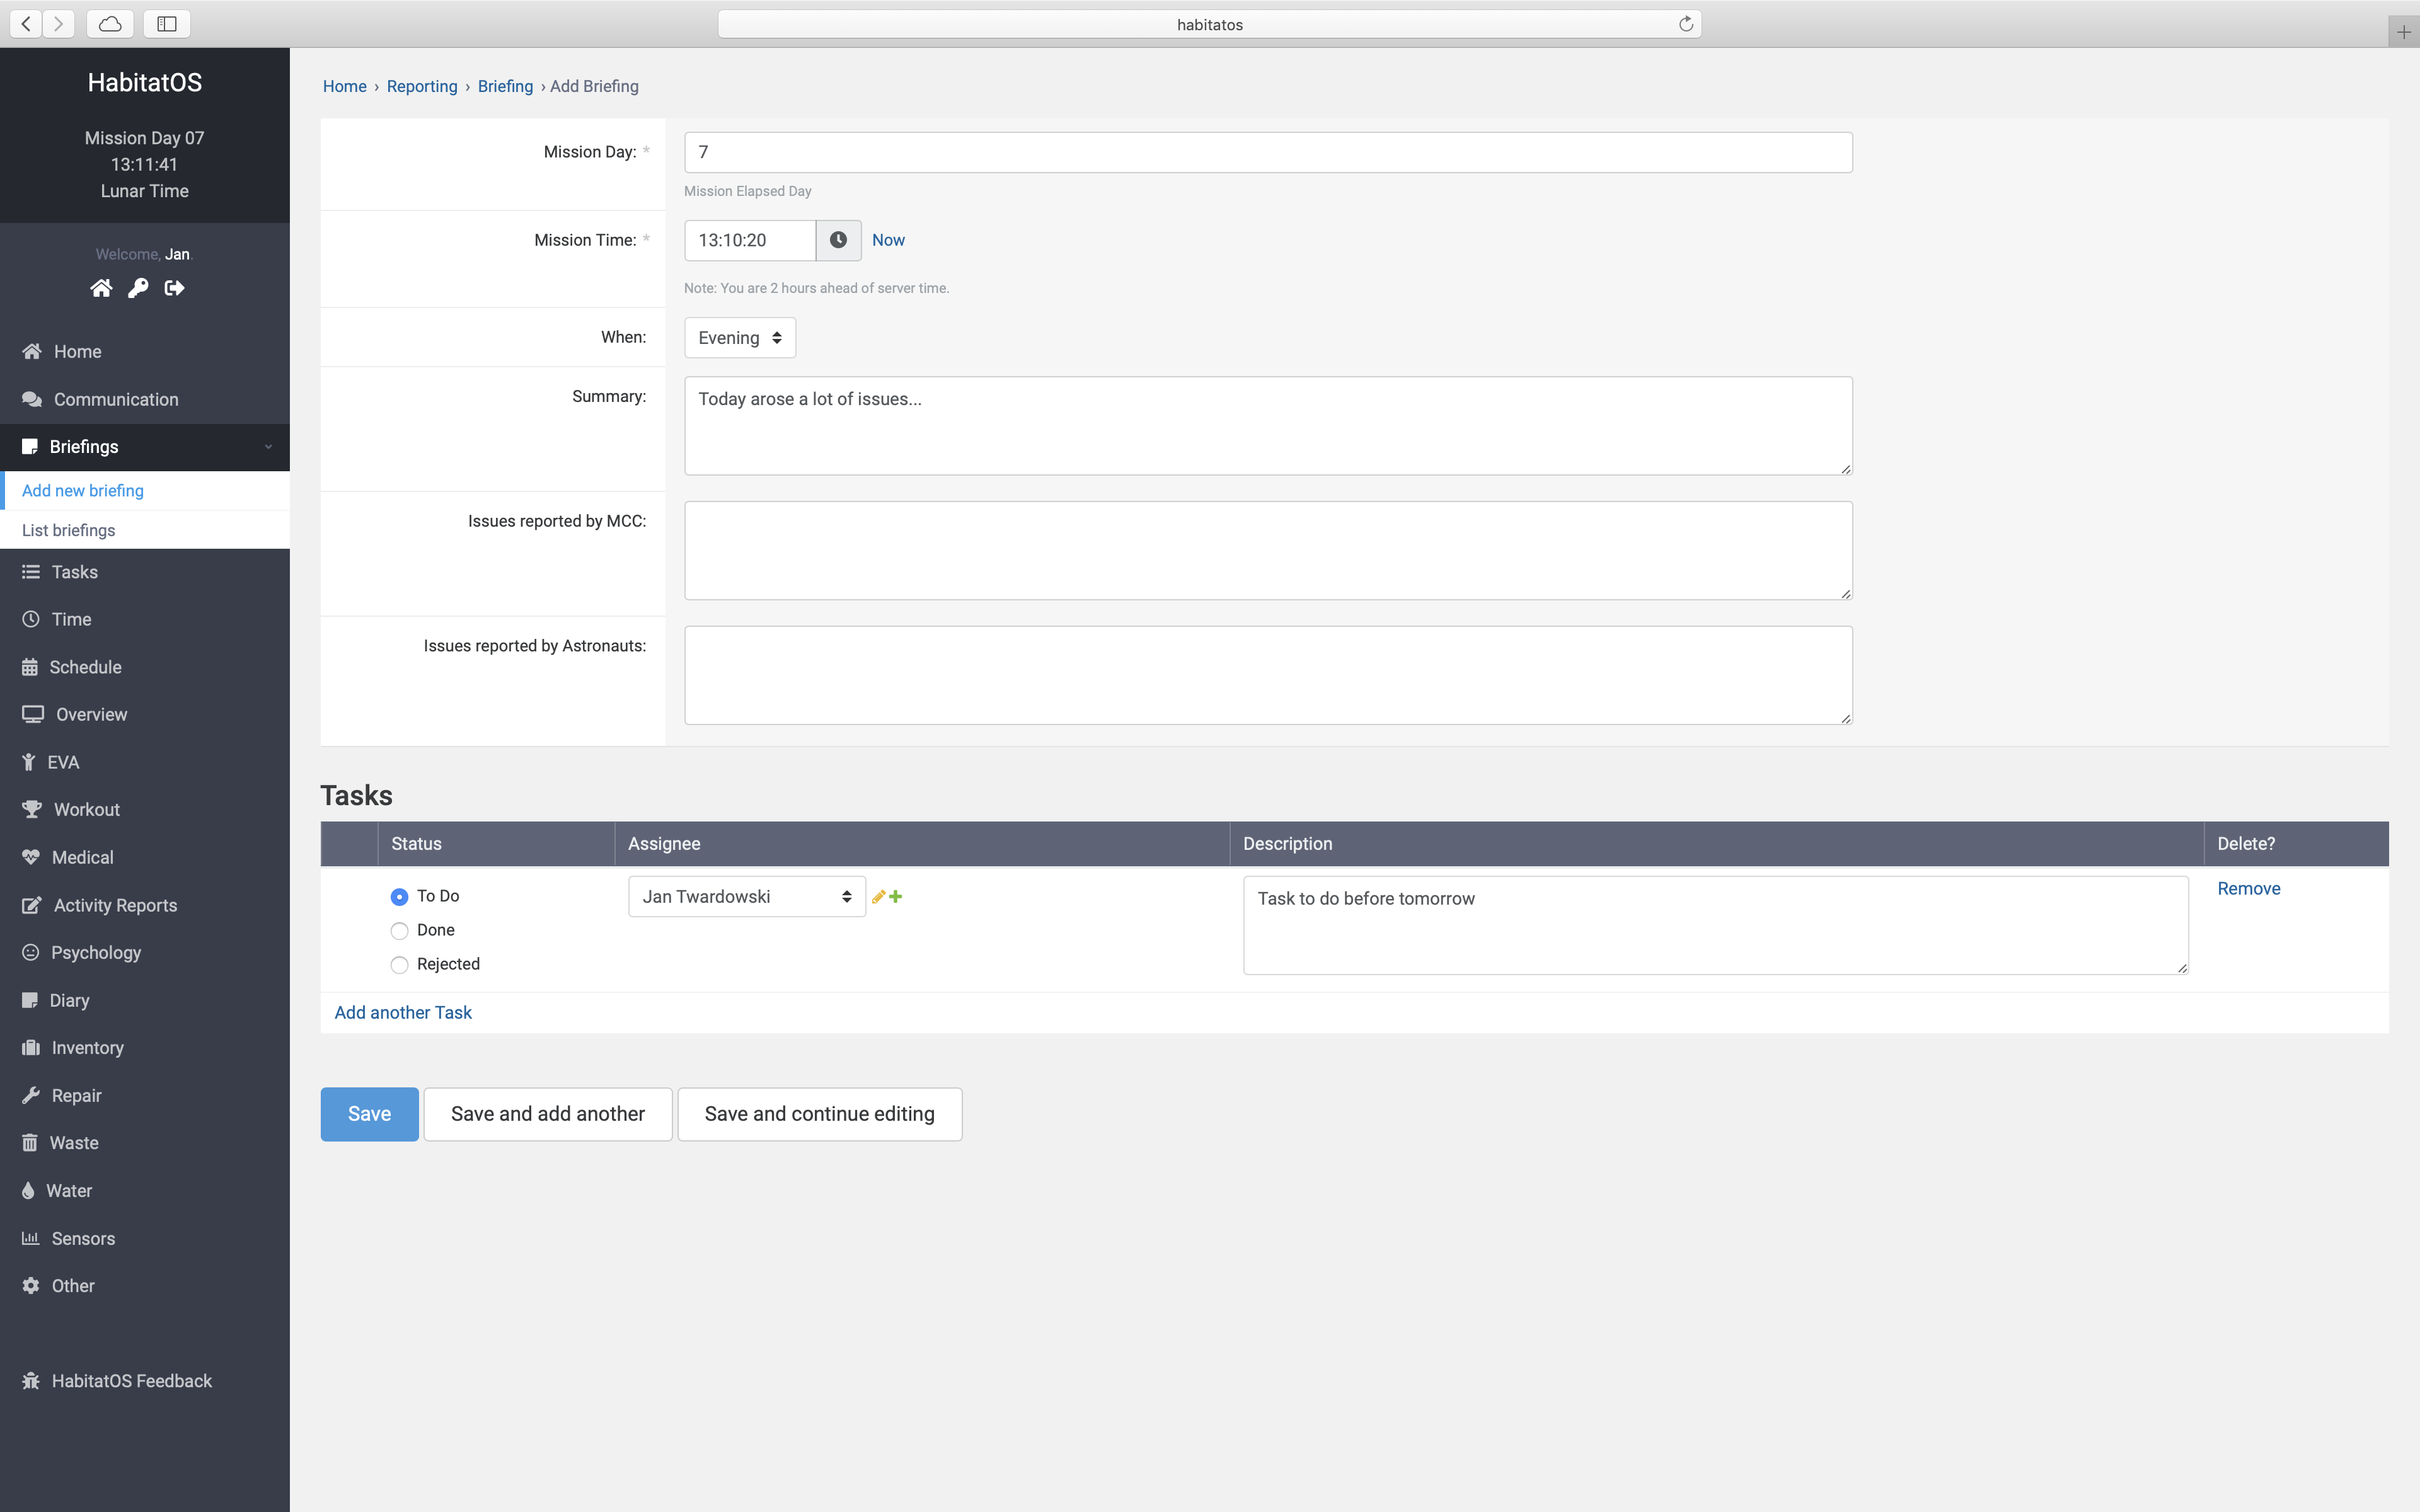 habitatos
HabitatOS
Mission Day 07
13:11:41
Lunar Time
Welcome, Jan.
Home
Communication
Briefings
Add new briefing
List briefings
Tasks
Time
Schedule
Overview
EVA
Workout
Medical
Activity Reports
Psychology
Diary
Inventory
Repair
Waste
Water
Sensors
Other
HabitatOS Feedback
Home › Reporting › Briefing › Add Briefing
Mission Day: * 7
Mission Elapsed Day
Mission Time: * 13:10:20 Now
Note: You are 2 hours ahead of server time.
When: Evening
Summary: Today arose a lot of issues...
Issues reported by MCC:
Issues reported by Astronauts:
Tasks
Status Assignee Description Delete?
To Do Jan Twardowski Task to do before tomorrow Remove
Done
Rejected
Add another Task
Save Save and add another Save and continue editing